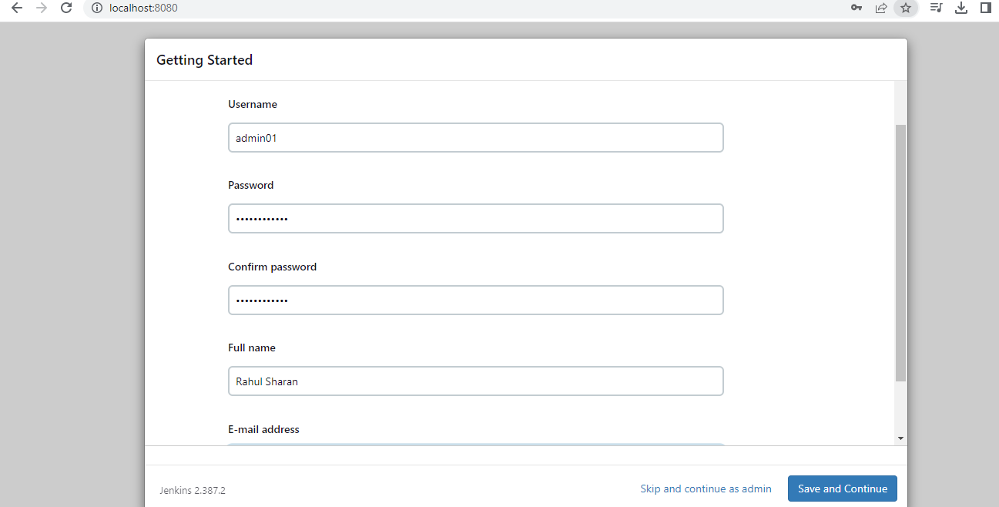 localhost:8080
Getting Started
Username
admin01
Password
••••••••••••
Confirm password
••••••••••••
Full name
Rahul Sharan
E-mail address
Jenkins 2.387.2
Skip and continue as admin
Save and Continue